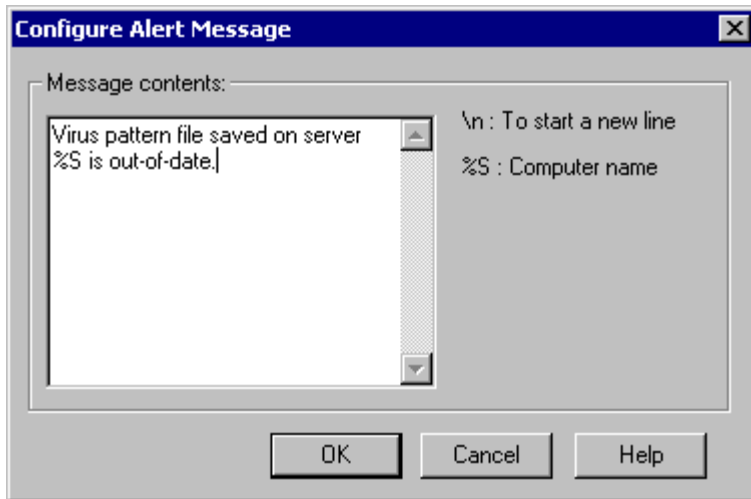 Configure Alert Message
Message contents:
Virus pattern file saved on server
%S is out-of-date.
\n : To start a new line
%S : Computer name
OK
Cancel
Help